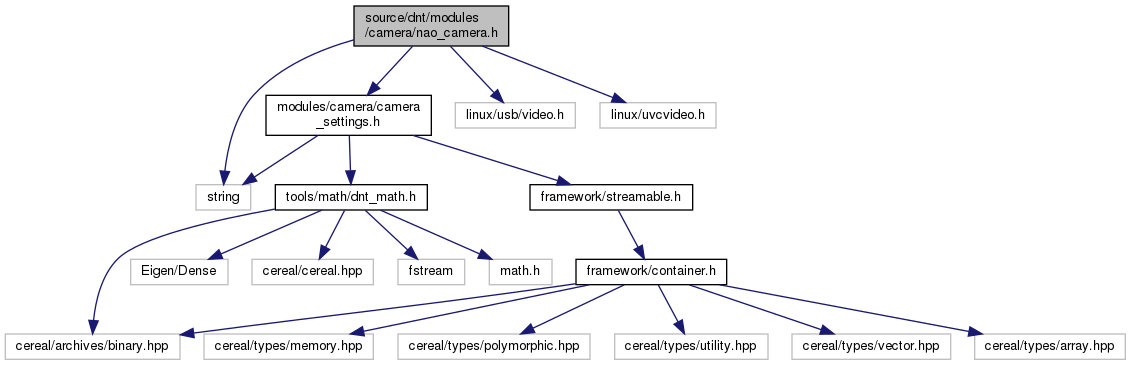 source/dnt/modules
/camera/nao_camera.h
modules/camera/camera
_settings.h
linux/usb/video.h
linux/uvcvideo.h
string
tools/math/dnt_math.h
framework/streamable.h
Eigen/Dense
cereal/cereal.hpp
fstream
math.h
framework/container.h
cereal/archives/binary.hpp
cereal/types/memory.hpp
cereal/types/polymorphic.hpp
cereal/types/utility.hpp
cereal/types/vector.hpp
cereal/types/array.hpp